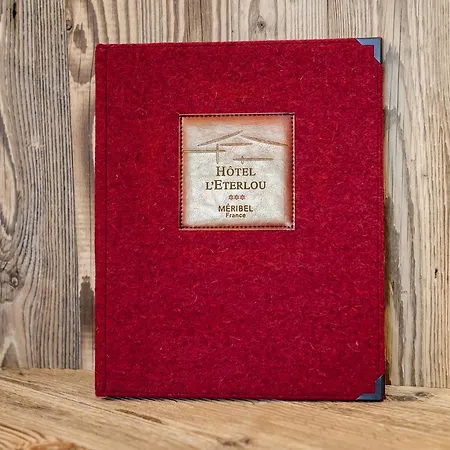 HÔTEL
L'ETERLOU
***
MÉRIBEL
France